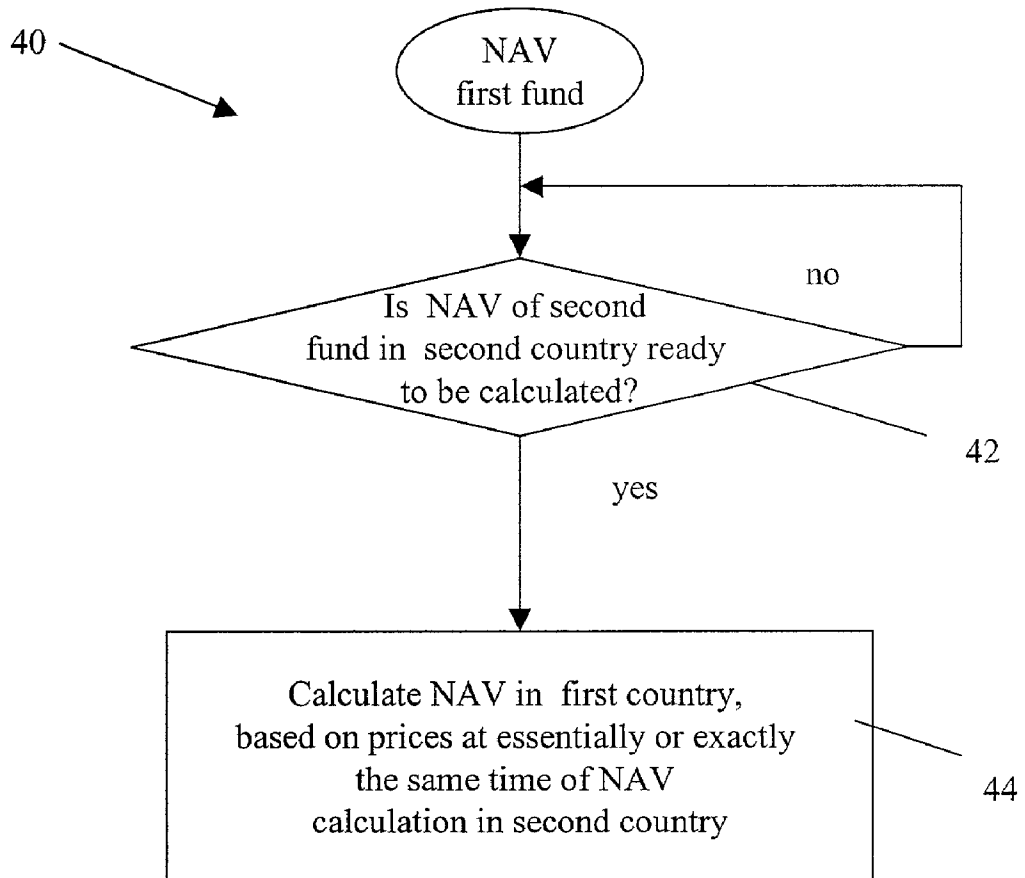 40
NAV
first fund
no
Is NAV of second
fund in second country ready
to be calculated?
42
yes
Calculate NAV in first country,
based on prices at essentially or exactly
the same time of NAV
calculation in second country
44